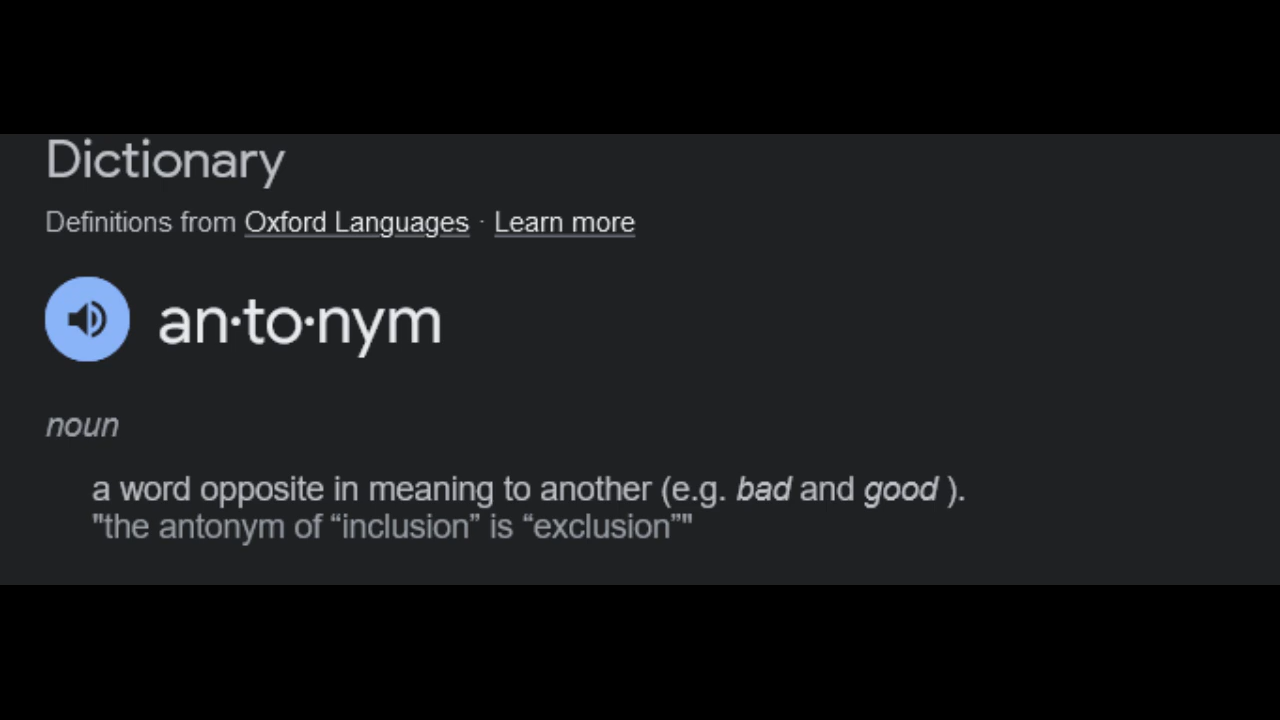 Dictionary
Definitions from Oxford Languages · Learn more
an·to·nym
noun
a word opposite in meaning to another (e.g. bad and good ).
"the antonym of “inclusion” is “exclusion”"